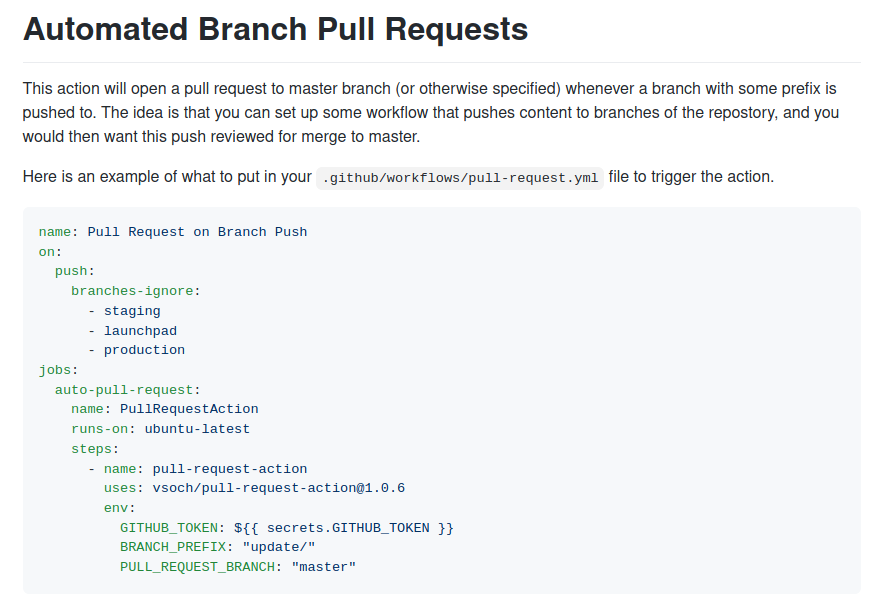 Automated Branch Pull Requests
This action will open a pull request to master branch (or otherwise specified) whenever a branch with some prefix is
pushed to. The idea is that you can set up some workflow that pushes content to branches of the repostory, and you
would then want this push reviewed for merge to master.
Here is an example of what to put in your .github/workflows/pull-request.yml file to trigger the action.
name: Pull Request on Branch Push
on:
  push:
    branches-ignore:
      - staging
      - launchpad
      - production
jobs:
  auto-pull-request:
    name: PullRequestAction
    runs-on: ubuntu-latest
    steps:
      - name: pull-request-action
        uses: vsoch/pull-request-action@1.0.6
        env:
          GITHUB_TOKEN: ${{ secrets.GITHUB_TOKEN }}
          BRANCH_PREFIX: "update/"
          PULL_REQUEST_BRANCH: "master"